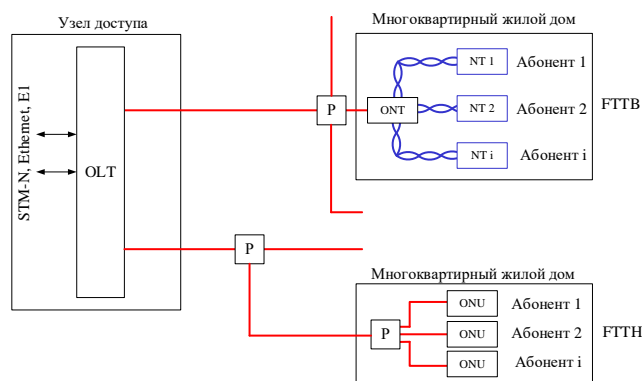 Узел доступа
STM-N, Ethernet, E1
OLT
P
P
Многоквартирный жилой дом
ONT
NT 1
Абонент 1
NT 2
Абонент 2
NT i
Абонент i
FTTB
Многоквартирный жилой дом
P
ONU
Абонент 1
ONU
Абонент 2
ONU
Абонент i
FTTH